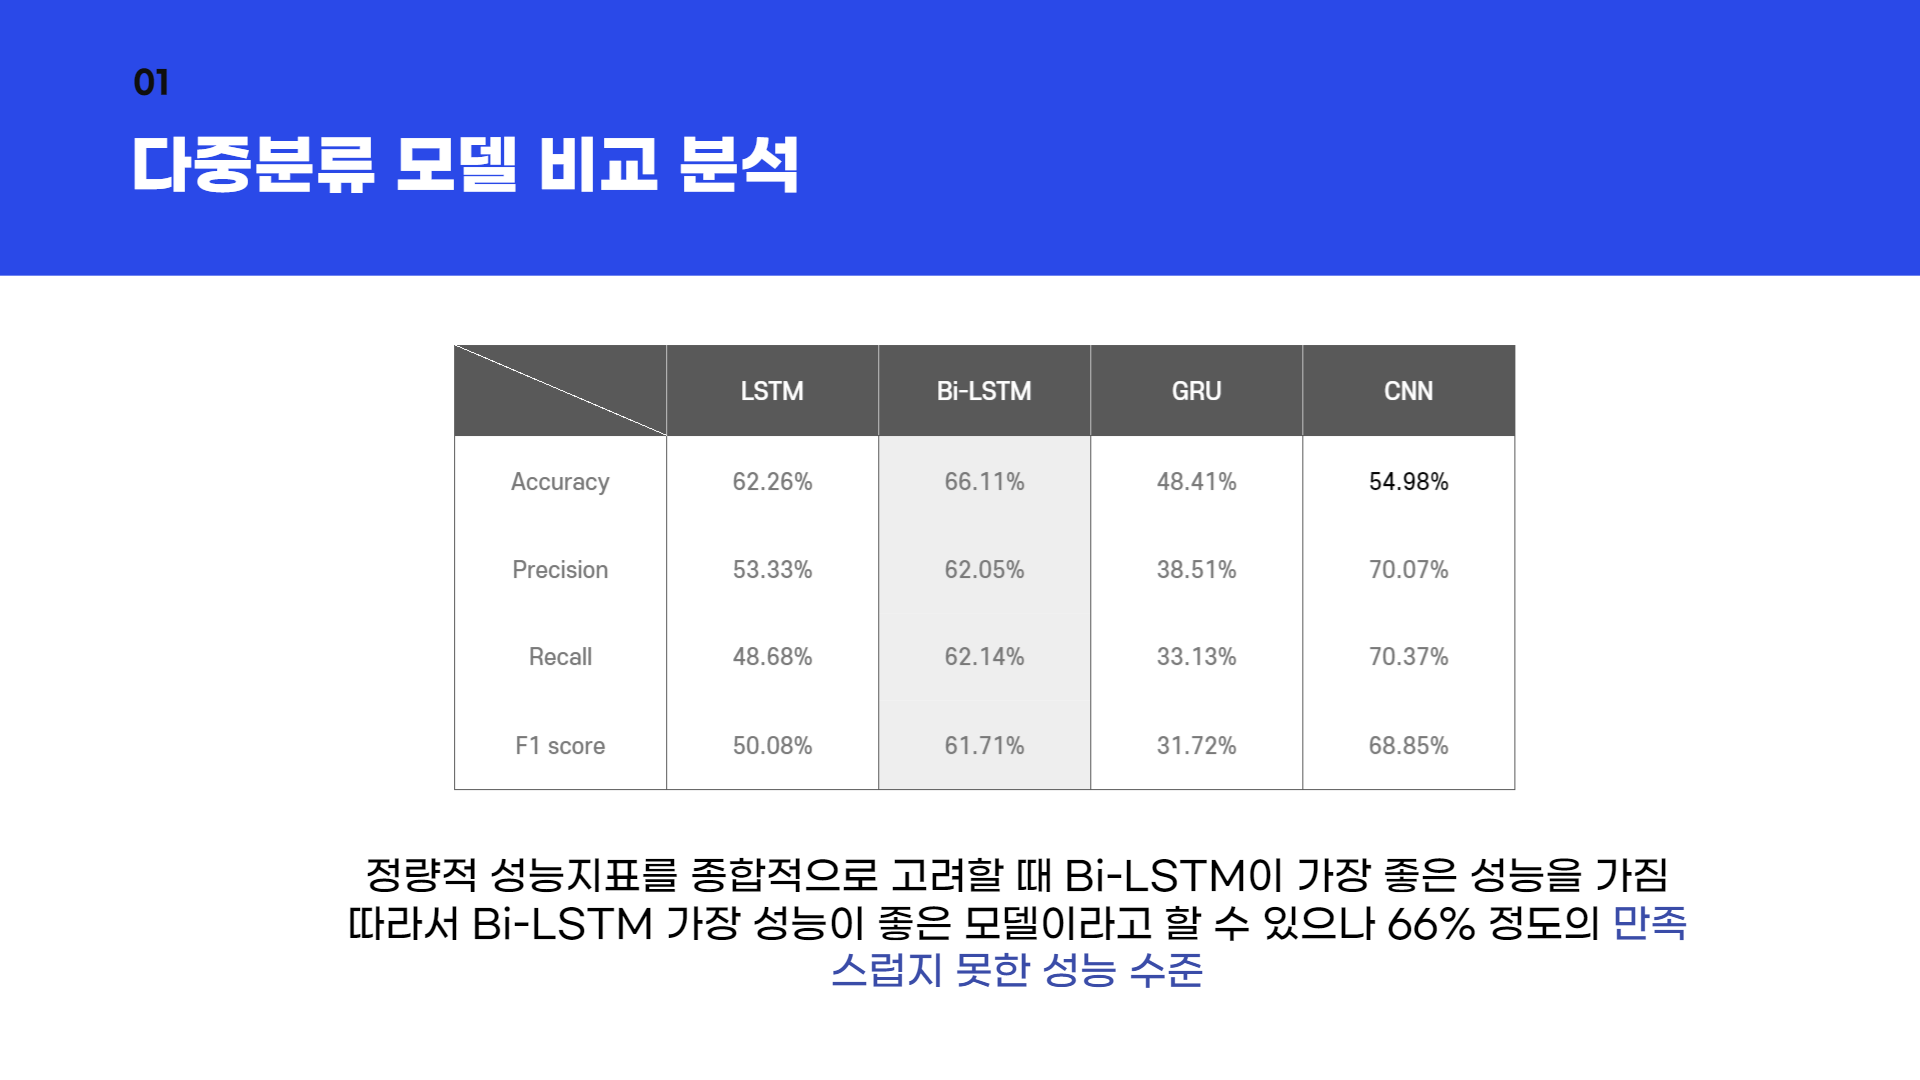 01
다중분류 모델 비교 분석
LSTM Bi-LSTM GRU CNN
Accuracy 62.26% 66.11% 48.41% 54.98%
Precision 53.33% 62.05% 38.51% 70.07%
Recall 48.68% 62.14% 33.13% 70.37%
F1 score 50.08% 61.71% 31.72% 68.85%
정량적 성능지표를 종합적으로 고려할 때 Bi-LSTM이 가장 좋은 성능을 가짐
따라서 Bi-LSTM 가장 성능이 좋은 모델이라고 할 수 있으나 66% 정도의 만족
스럽지 못한 성능 수준